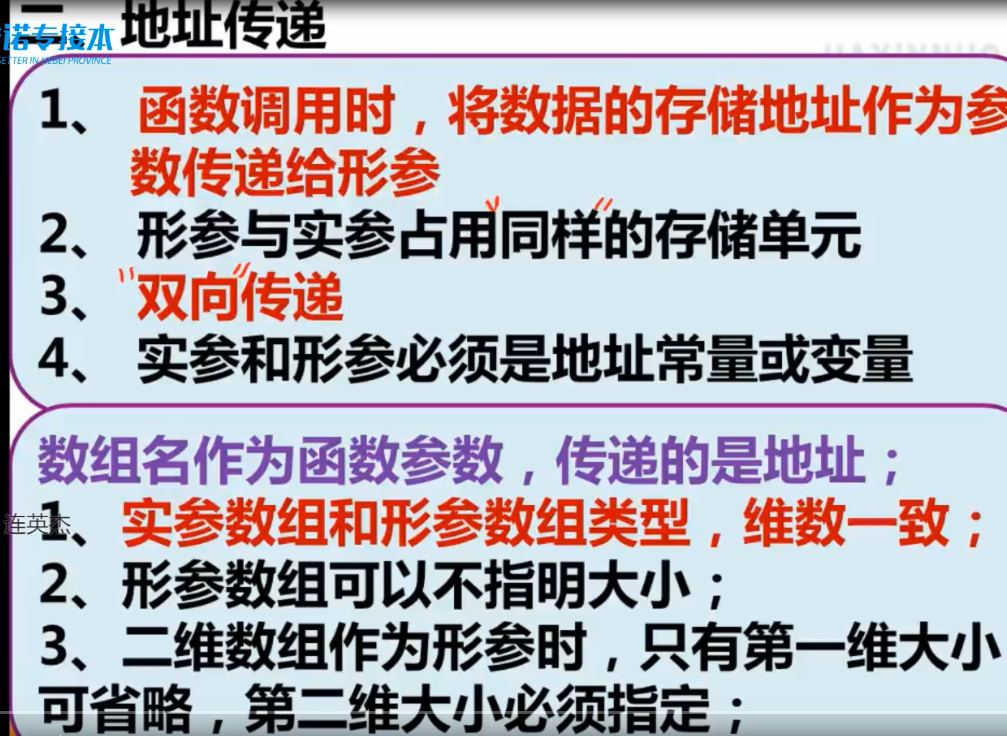 二、地址传递
诺专接本
ETTER IN HEBEI PROVINCE
1、 函数调用时，将数据的存储地址作为参
数传递给形参
2、 形参与实参占用同样的存储单元
3、 "双向"传递
4、 实参和形参必须是地址常量或变量
数组名作为函数参数，传递的是地址；
连英杰
1、实参数组和形参数组类型，维数一致；
2、形参数组可以不指明大小；
3、二维数组作为形参时，只有第一维大小
可省略，第二维大小必须指定；